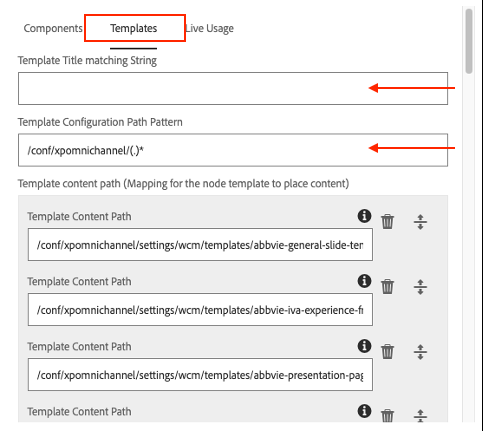 Components Templates Live Usage
Template Title matching String
Template Configuration Path Pattern
/conf/xpomnichannel/(.)*
Template content path (Mapping for the node template to place content)
Template Content Path
/conf/xpomnichannel/settings/wcm/templates/abbvie-general-slide-ten
Template Content Path
/conf/xpomnichannel/settings/wcm/templates/abbvie-iva-experience-fr
Template Content Path
/conf/xpomnichannel/settings/wcm/templates/abbvie-presentation-pag
Template Content Path